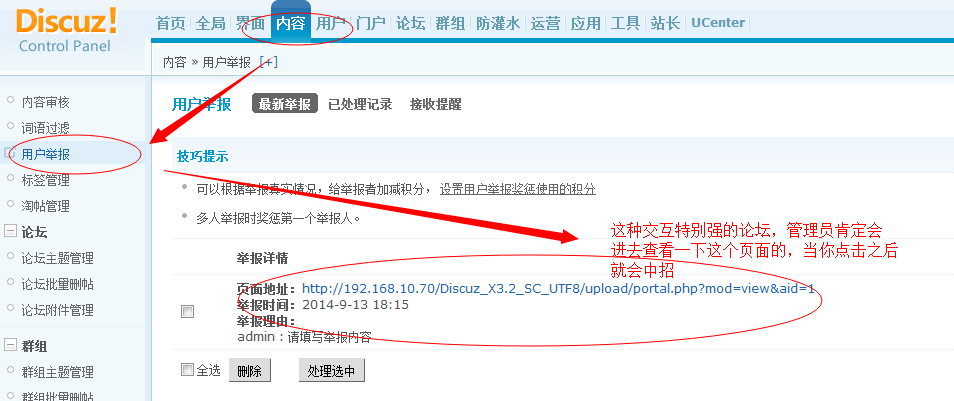 Discuz!
Control Panel
首页 全局 界面 内容 用户 门户 论坛 群组 防灌水 运营 应用 工具 站长 UCenter
内容 » 用户举报 [+]
内容审核
词语过滤
用户举报
标签管理
淘帖管理
论坛
论坛主题管理
论坛批量删帖
论坛附件管理
群组
群组主题管理
群组批量删帖
用户举报 最新举报 已处理记录 接收提醒
技巧提示
可以根据举报真实情况，给举报者加减积分， 设置用户举报奖惩使用的积分
多人举报时奖惩第一个举报人。
这种交互特别强的论坛，管理员肯定会
进去查看一下这个页面的，当你点击之后
就会中招
举报详情
页面地址：http://192.168.10.70/Discuz_X3.2_SC_UTF8/upload/portal.php?mod=view&aid=1
举报时间：2014-9-13 18:15
举报理由：
admin：请填写举报内容
全选 删除 处理选中